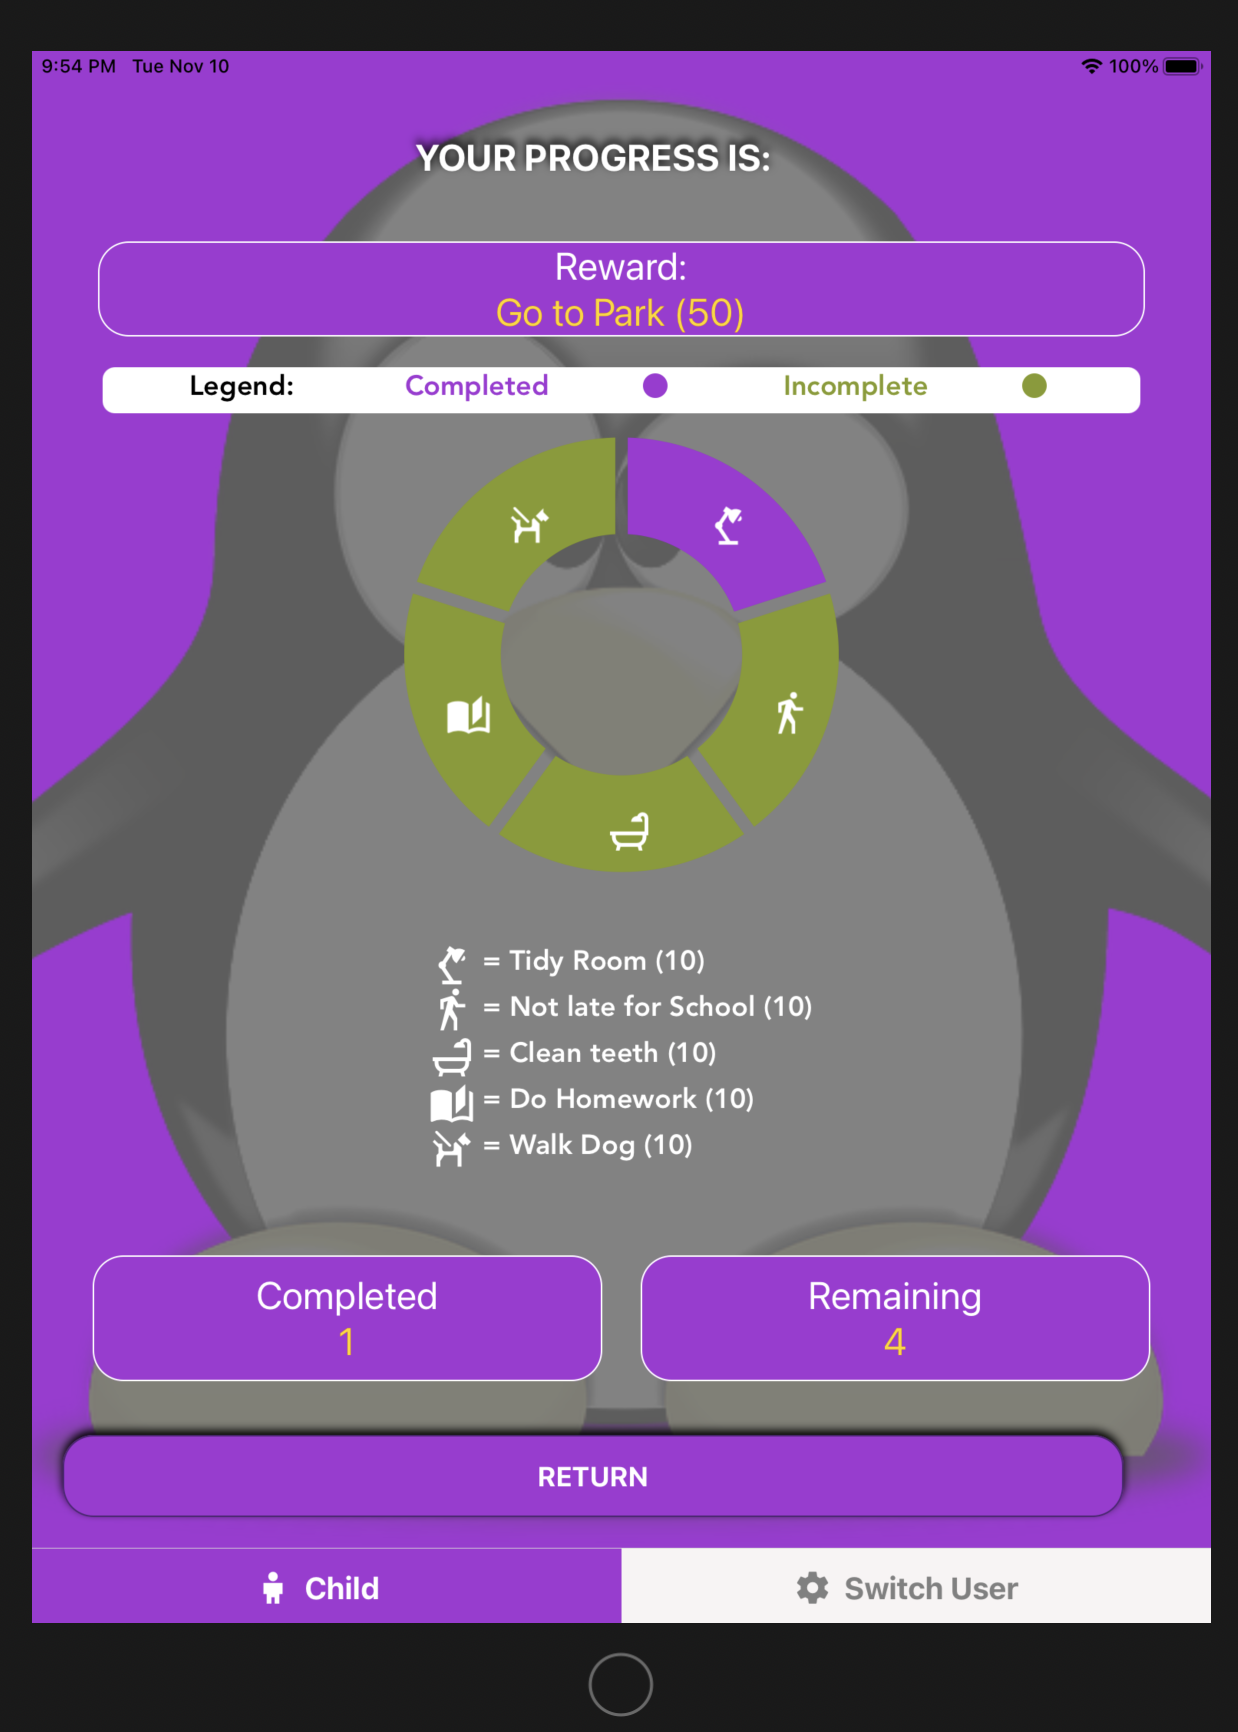 9:54 PM Tue Nov 10 100%
YOUR PROGRESS IS:
Reward:
Go to Park (50)
Legend: Completed Incomplete
= Tidy Room (10)
= Not late for School (10)
= Clean teeth (10)
= Do Homework (10)
= Walk Dog (10)
Completed Remaining
1 4
RETURN
Child Switch User